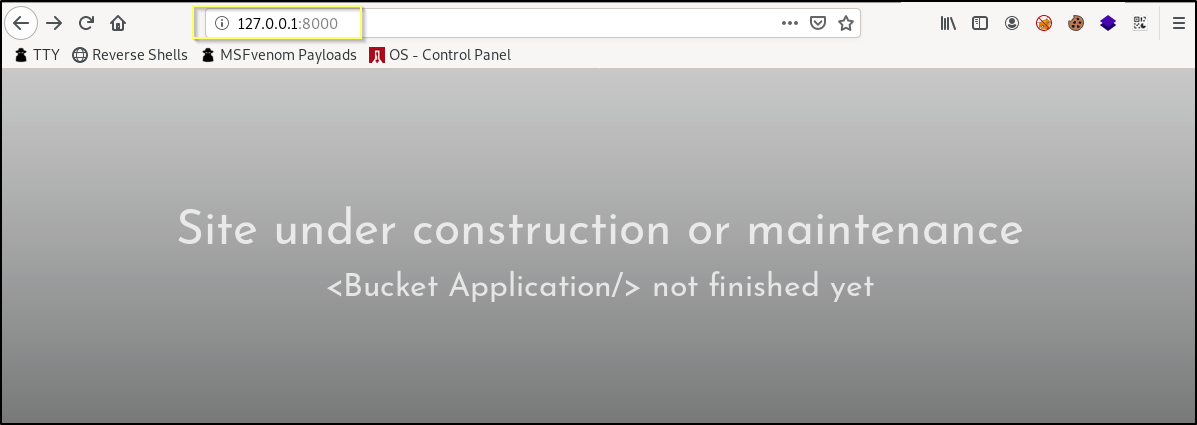 127.0.0.1:8000
TTY Reverse Shells MSFvenom Payloads OS - Control Panel
Site under construction or maintenance
<Bucket Application/> not finished yet